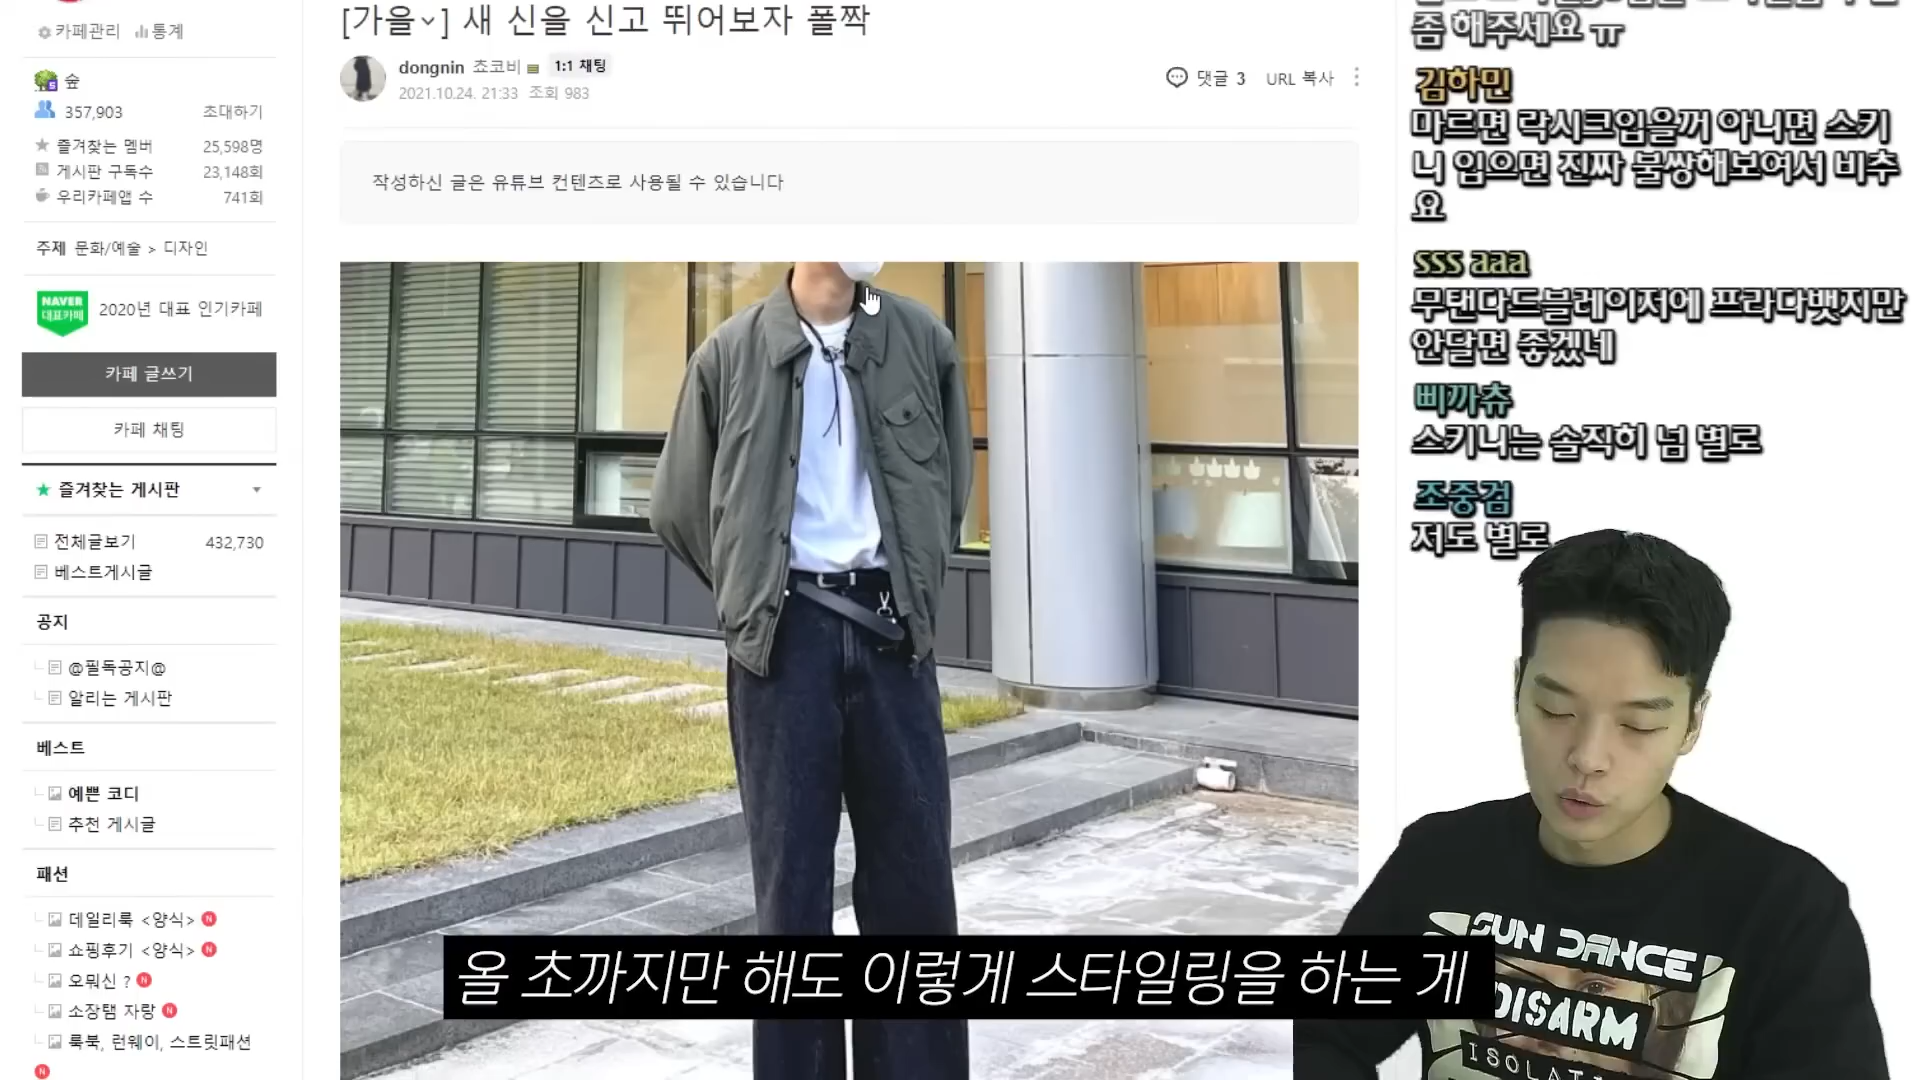 카페관리 통계
숲
357,903 초대하기
즐겨찾는 멤버 25,598명
게시판 구독수 23,148회
우리카페앱 수 741회
주제 문화/예술 > 디자인
NAVER
대표카페
2020년 대표 인기카페
카페 글쓰기
카페 채팅
즐겨찾는 게시판
전체글보기 432,730
베스트게시글
공지
@필독공지@
알리는 게시판
베스트
예쁜 코디
추천 게시글
패션
데일리룩 <양식> N
쇼핑후기 <양식> N
오뭐신 ? N
소장탬 자랑 N
룩북, 런웨이, 스트릿패션
N
[가을⌄] 새 신을 신고 뛰어보자 폴짝
dongnin 쵸코비 1:1 채팅
2021.10.24. 21:33 조회 983
댓글 3 URL 복사
작성하신 글은 유튜브 컨텐츠로 사용될 수 있습니다
좀 해주세요 ㅠ
김하민
마르면 락시크입을꺼 아니면 스키
니 입으면 진짜 불쌍해보여서 비추
요
sss aaa
무탠다드블레이저에 프라다뱃지만
안달면 좋겠네
삐까츄
스키니는 솔직히 넘 별로
조중검
저도 별로
SUN DANCE
DISARM
올 초까지만 해도 이렇게 스타일링을 하는 게